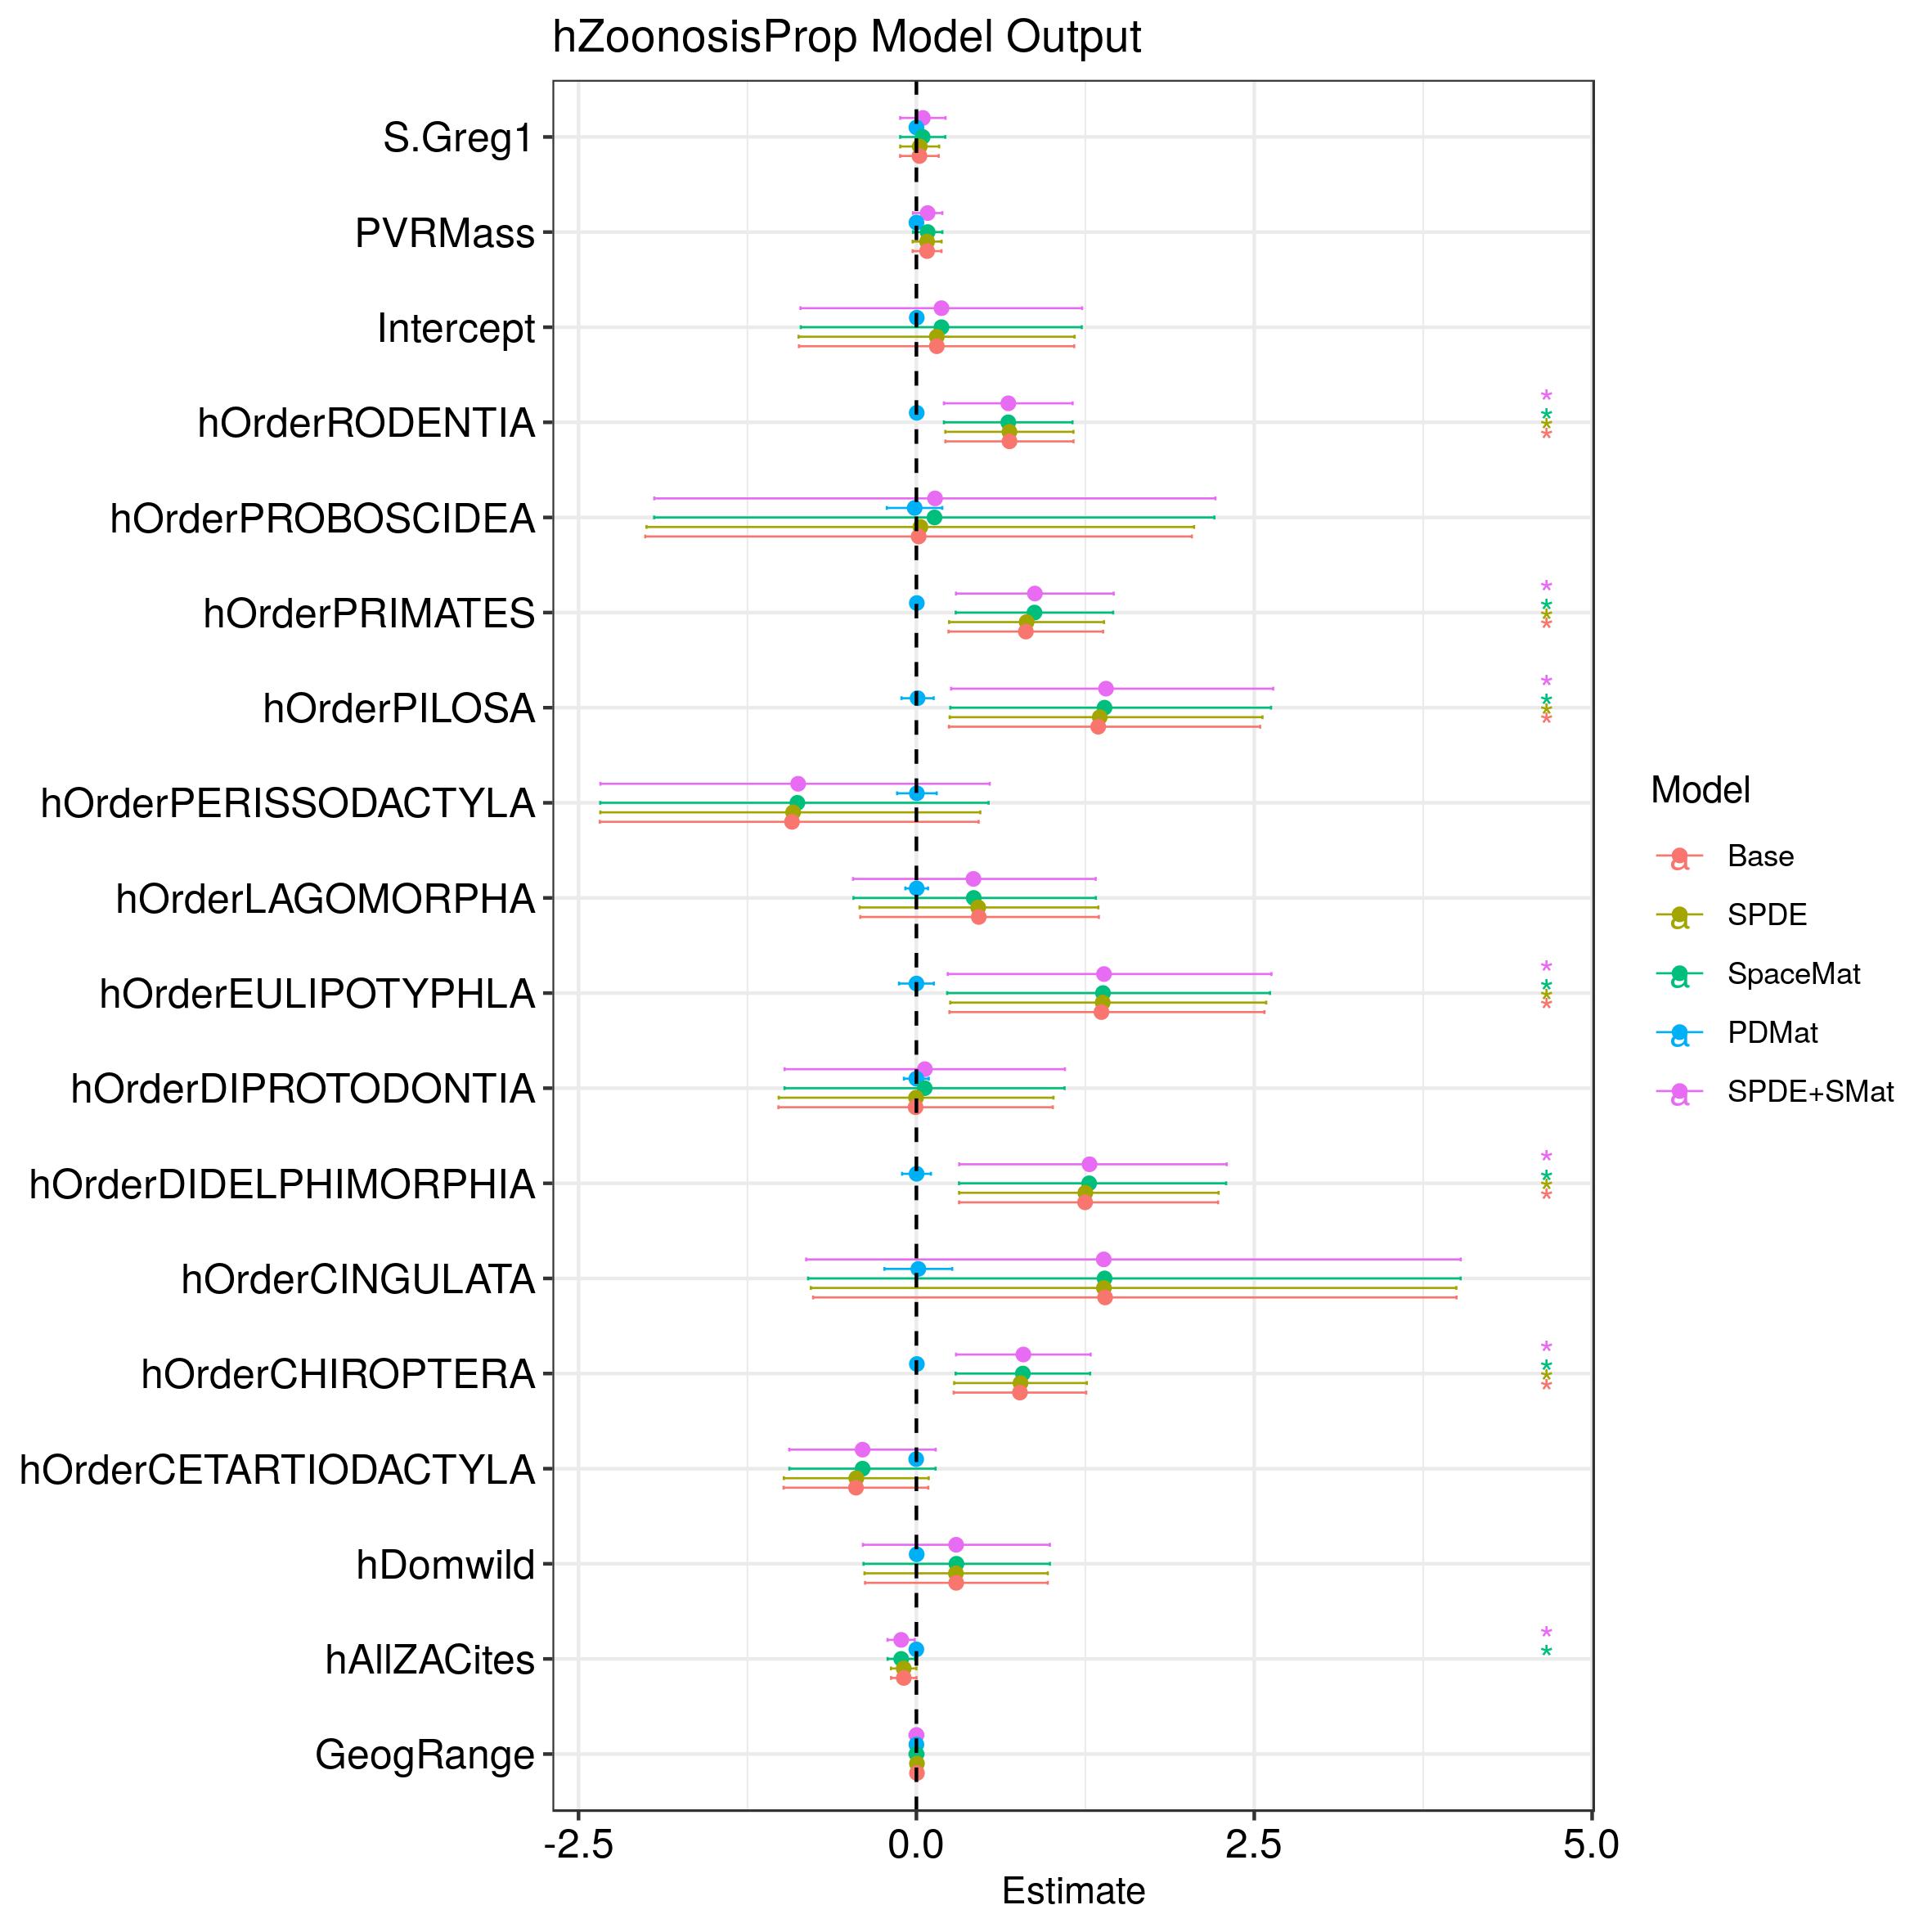 hZoonosisProp Model Output
S.Greg1
PVRMass
Intercept
hOrderRODENTIA
*
*
*
*
hOrderPROBOSCIDEA
hOrderPRIMATES
*
*
*
*
hOrderPILOSA
*
*
*
*
hOrderPERISSODACTYLA
hOrderLAGOMORPHA
hOrderEULIPOTYPHLA
*
*
*
*
hOrderDIPROTODONTIA
hOrderDIDELPHIMORPHIA
*
*
*
*
hOrderCINGULATA
hOrderCHIROPTERA
*
*
*
*
hOrderCETARTIODACTYLA
hDomwild
hAllZACites
*
*
GeogRange
-2.5 0.0 2.5 5.0
Estimate
Model
a Base
a SPDE
a SpaceMat
a PDMat
a SPDE+SMat